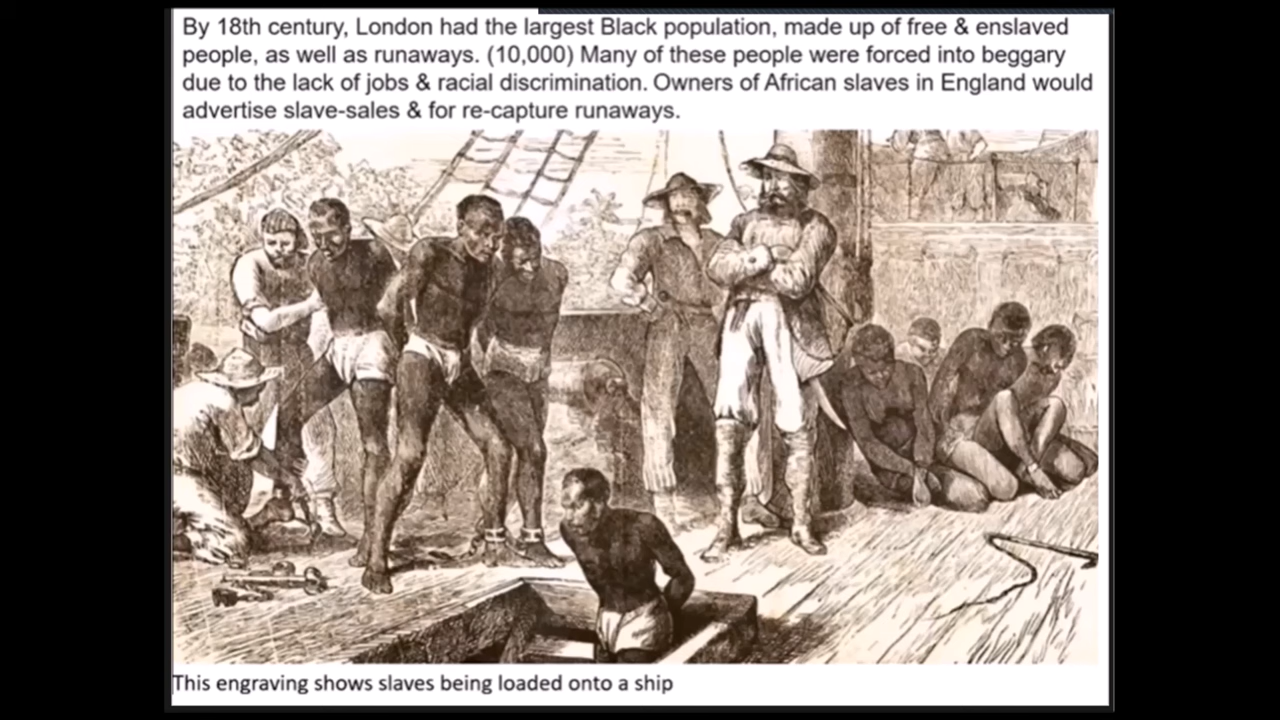 By 18th century, London had the largest Black population, made up of free & enslaved
people, as well as runaways. (10,000) Many of these people were forced into beggary
due to the lack of jobs & racial discrimination. Owners of African slaves in England would
advertise slave-sales & for re-capture runaways.
This engraving shows slaves being loaded onto a ship